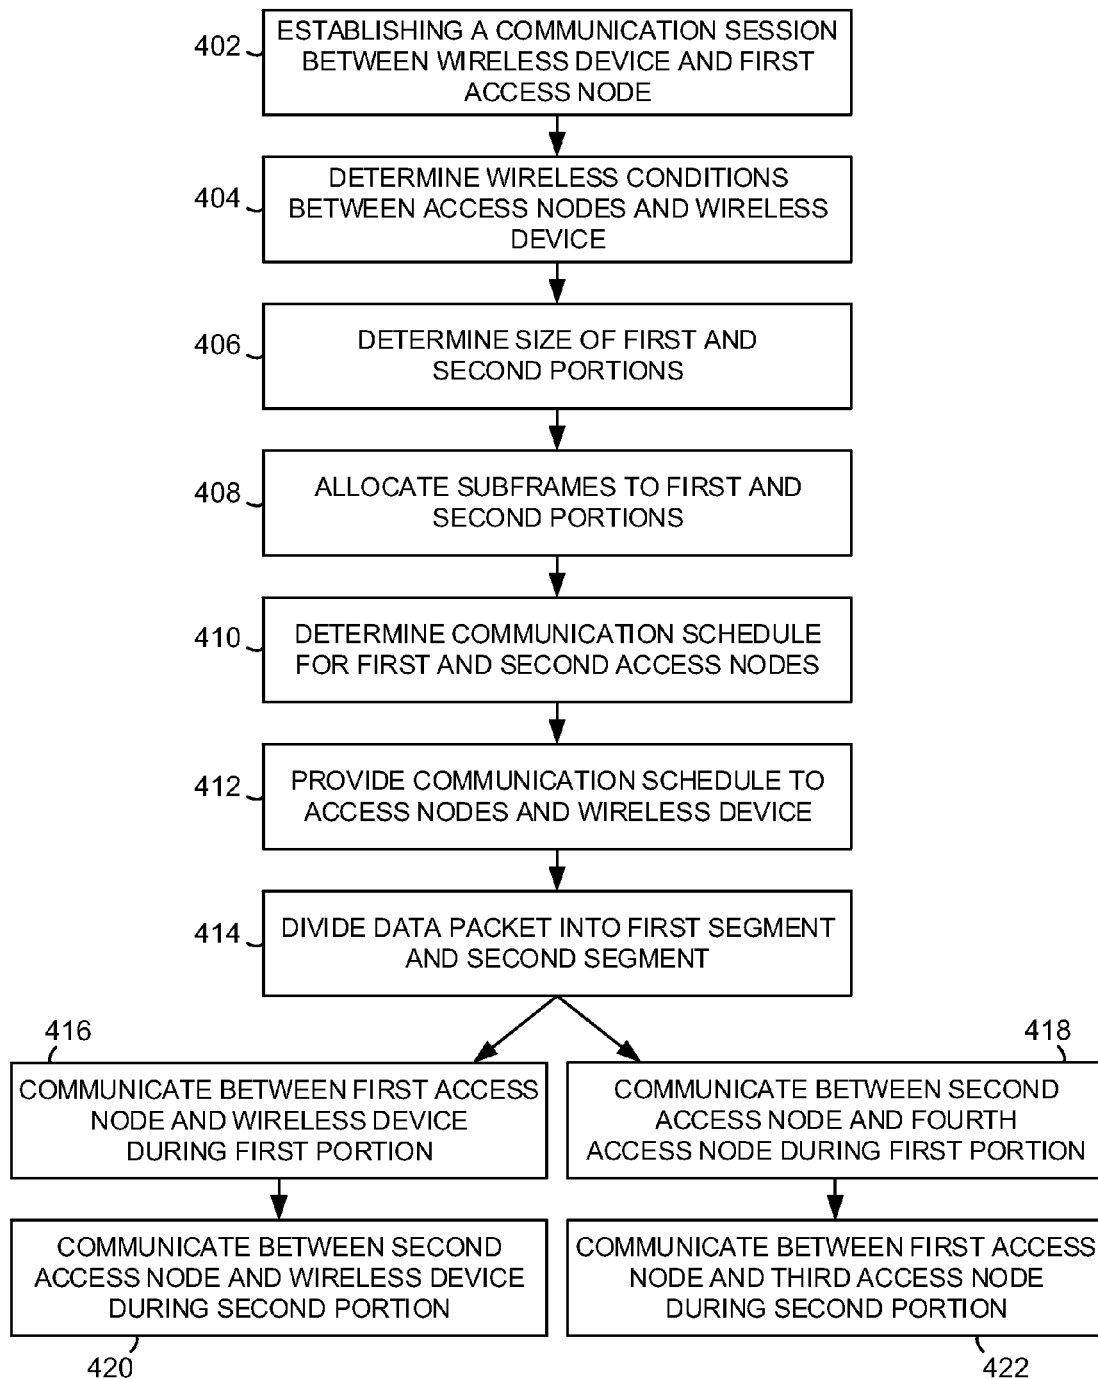 402
ESTABLISHING A COMMUNICATION SESSION
BETWEEN WIRELESS DEVICE AND FIRST
ACCESS NODE
404
DETERMINE WIRELESS CONDITIONS
BETWEEN ACCESS NODES AND WIRELESS
DEVICE
406
DETERMINE SIZE OF FIRST AND
SECOND PORTIONS
408
ALLOCATE SUBFRAMES TO FIRST AND
SECOND PORTIONS
410
DETERMINE COMMUNICATION SCHEDULE
FOR FIRST AND SECOND ACCESS NODES
412
PROVIDE COMMUNICATION SCHEDULE TO
ACCESS NODES AND WIRELESS DEVICE
414
DIVIDE DATA PACKET INTO FIRST SEGMENT
AND SECOND SEGMENT
416
COMMUNICATE BETWEEN FIRST ACCESS
NODE AND WIRELESS DEVICE
DURING FIRST PORTION
418
COMMUNICATE BETWEEN SECOND
ACCESS NODE AND FOURTH
ACCESS NODE DURING FIRST PORTION
COMMUNICATE BETWEEN SECOND
ACCESS NODE AND WIRELESS DEVICE
DURING SECOND PORTION
420
COMMUNICATE BETWEEN FIRST ACCESS
NODE AND THIRD ACCESS NODE
DURING SECOND PORTION
422